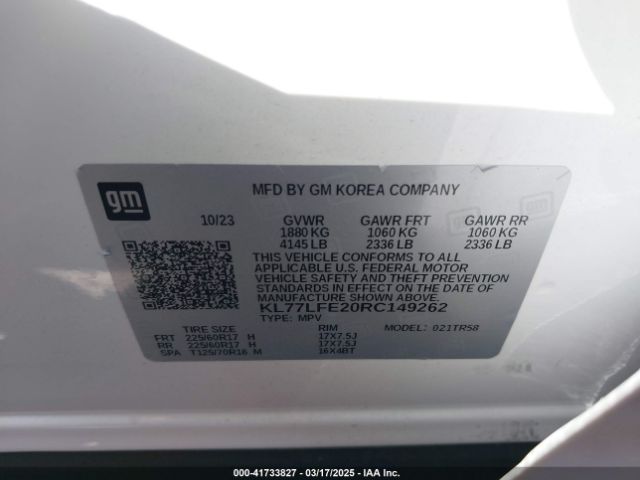 gm
MFD BY GM KOREA COMPANY
10/23 GVWR GAWR FRT GAWR RR
1880 KG 1060 KG 1060 KG
4145 LB 2336 LB 2336 LB
THIS VEHICLE CONFORMS TO ALL
APPLICABLE U.S. FEDERAL MOTOR
VEHICLE SAFETY AND THEFT PREVENTION
STANDARDS IN EFFECT ON THE DATE OF
MANUFACTURE SHOWN ABOVE.
KL77LFE20RC149262
TYPE: MPV
TIRE SIZE RIM MODEL: 021TR58
FRT 225/60R17 H 17X7.5J
RR 225/60R17 H 17X7.5J
SPA T125/70R16 M 16X4BT
000-41733827 - 03/17/2025 - IAA Inc.